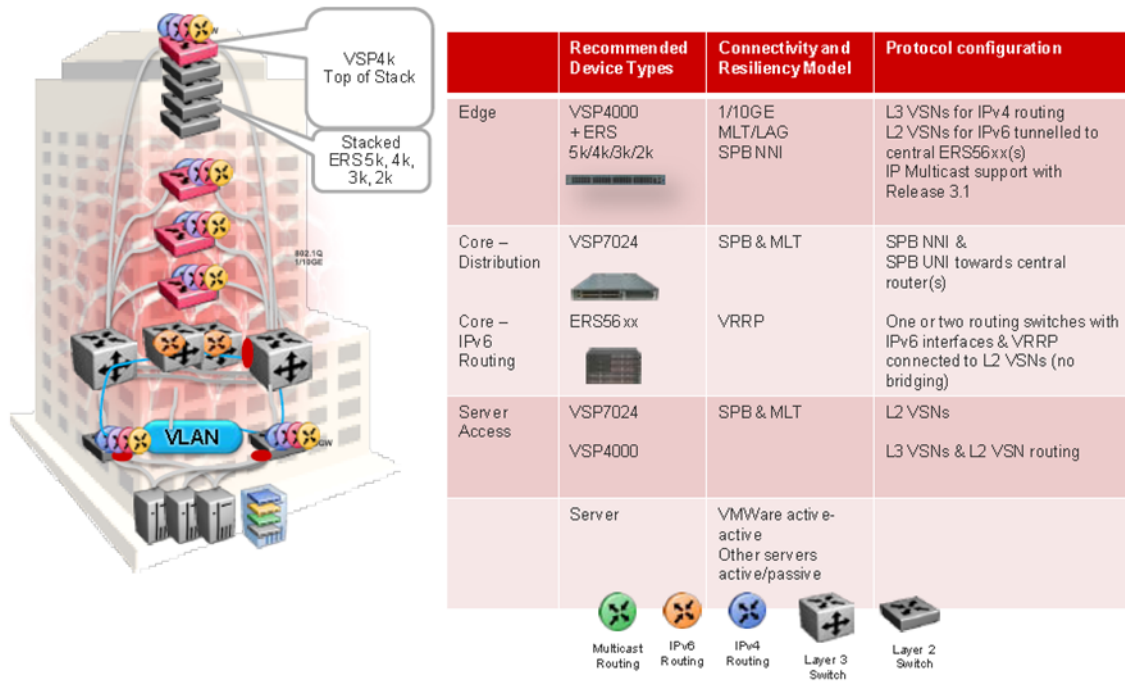 VSP4k
Top of Stack
Stacked
ERS 5k, 4k,
3k, 2k
802.1Q
1/10GE
VLAN
Recommended
Device Types
Connectivity and
Resiliency Model
Protocol configuration
Edge
VSP4000
+ ERS
5k/4k/3k/2k
1/10GE
MLT/LAG
SPB NNI
L3 VSNs for IPv4 routing
L2 VSNs for IPv6 tunnelled to
central ERS56xx(s)
IP Multicast support with
Release 3.1
Core –
Distribution
VSP7024
SPB & MLT
SPB NNI &
SPB UNI towards central
router(s)
Core –
IPv6
Routing
ERS56xx
VRRP
One or two routing switches with
IPv6 interfaces & VRRP
connected to L2 VSNs (no
bridging)
Server
Access
VSP7024
SPB & MLT
L2 VSNs
VSP4000
L3 VSNs & L2 VSN routing
Server
VMWare active-
active
Other servers
active/passive
Multicast
Routing
IPv6
Routing
IPv4
Routing
Layer 3
Switch
Layer 2
Switch